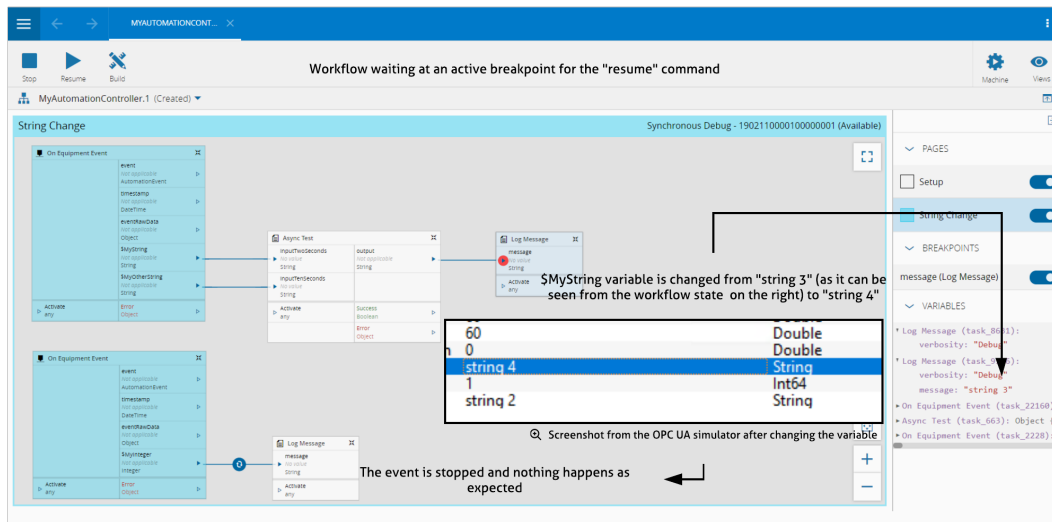 MYAUTOMATIONCONT...
Stop
Resume
Build
Workflow waiting at an active breakpoint for the "resume" command
Machine
Views
MyAutomationController.1 (Created)
String Change
Synchronous Debug - 1902110000100000001 (Available)
On Equipment Event
event
Not applicable
AutomationEvent
timestamp
Not applicable
DateTime
eventRawData
Not applicable
Object
$MyString
Not applicable
String
$MyOtherString
Not applicable
String
Activate
any
Error
Object
Async Test
inputTwoSeconds
No value
String
output
Not applicable
String
inputTenSeconds
No value
String
Activate
any
Success
Boolean
Error
Object
Log Message
message
No value
String
Activate
any
$MyString variable is changed from "string 3" (as it can be
seen from the workflow state on the right) to "string 4"
60 Double
0 Double
string 4 String
1 Int64
string 2 String
Screenshot from the OPC UA simulator after changing the variable
On Equipment Event
event
Not applicable
AutomationEvent
timestamp
Not applicable
DateTime
eventRawData
Not applicable
Object
$MyInteger
Not applicable
Integer
Activate
any
Error
Object
Log Message
message
No value
String
Activate
any
The event is stopped and nothing happens as
expected
PAGES
Setup
String Change
BREAKPOINTS
message (Log Message)
VARIABLES
Log Message
verbosity: "Debug"
Log Message
verbosity: "Debug"
message: "string 3"
On Equipment Event (task_22160)
Async Test (task_663): Object (
On Equipment Event (task_2228):